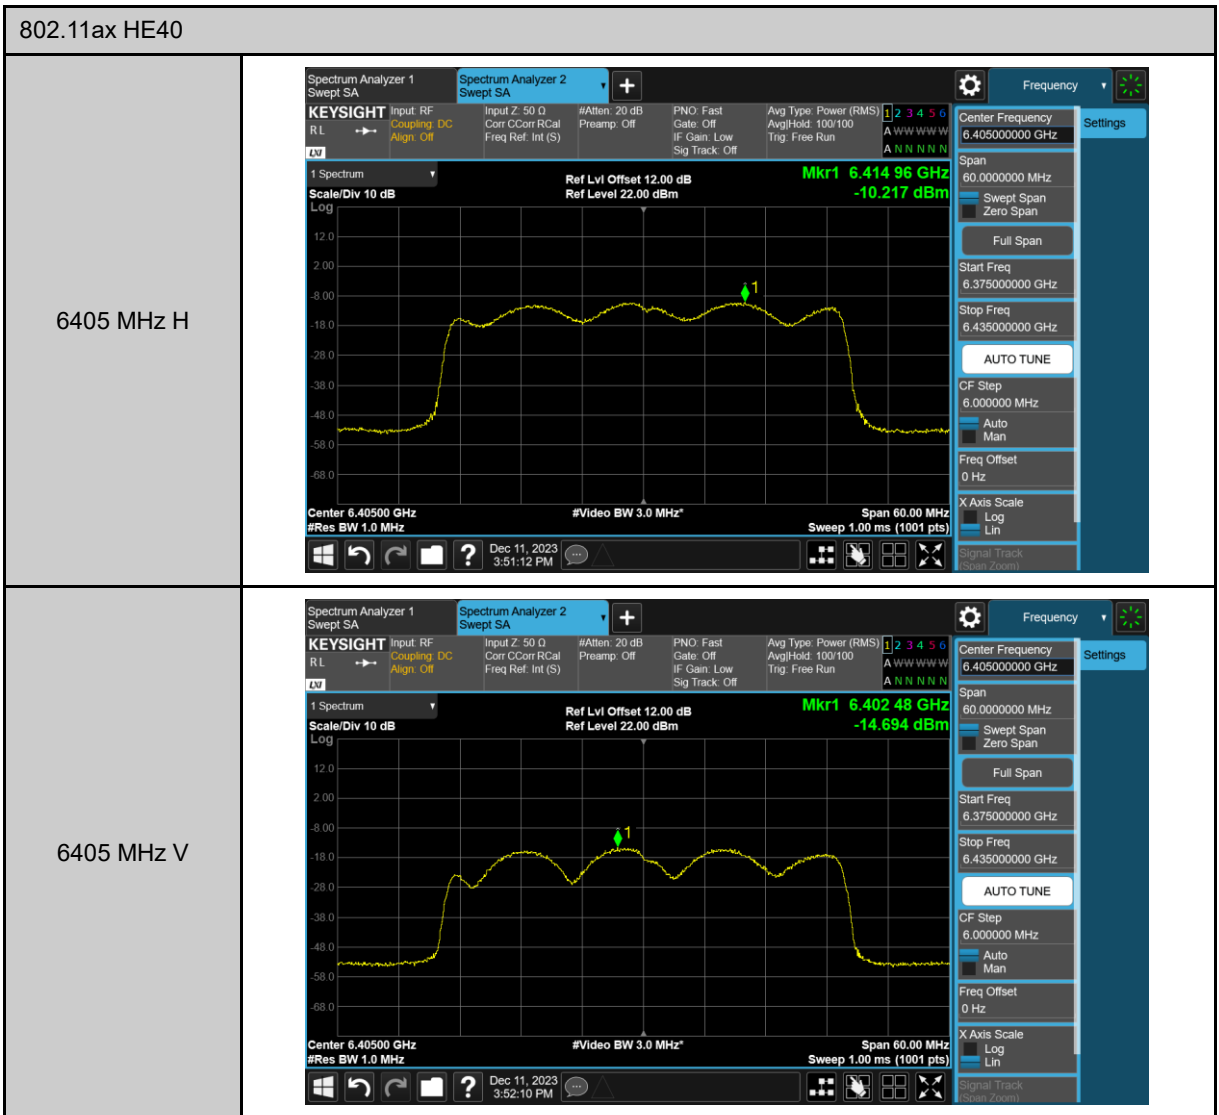 802.11ax HE40
6405 MHz H
Spectrum Analyzer 1
Swept SA
Spectrum Analyzer 2
Swept SA
Frequency
KEYSIGHT
RL
LXI
Input: RF
Coupling: DC
Align: Off
Input Z: 50 Ω
Corr CCorr RCal
Freq Ref: Int (S)
#Atten: 20 dB
Preamp: Off
PNO: Fast
Gate: Off
IF Gain: Low
Sig Track: Off
Avg Type: Power (RMS)
Avg|Hold: 100/100
Trig: Free Run
1 2 3 4 5 6
A W W W W W
A N N N N N
1 Spectrum
Scale/Div 10 dB
Log
Ref Lvl Offset 12.00 dB
Ref Level 22.00 dBm
Mkr1 6.414 96 GHz
-10.217 dBm
12.0
2.00
-8.00
-18.0
-28.0
-38.0
-48.0
-58.0
-68.0
1
Center 6.40500 GHz
#Res BW 1.0 MHz
#Video BW 3.0 MHz*
Span 60.00 MHz
Sweep 1.00 ms (1001 pts)
Dec 11, 2023
3:51:12 PM
Center Frequency
6.405000000 GHz
Settings
Span
60.0000000 MHz
Swept Span
Zero Span
Full Span
Start Freq
6.375000000 GHz
Stop Freq
6.435000000 GHz
AUTO TUNE
CF Step
6.000000 MHz
Auto
Man
Freq Offset
0 Hz
X Axis Scale
Log
Lin
Signal Track
(Span Zoom)
6405 MHz V
Spectrum Analyzer 1
Swept SA
Spectrum Analyzer 2
Swept SA
Frequency
KEYSIGHT
RL
LXI
Input: RF
Coupling: DC
Align: Off
Input Z: 50 Ω
Corr CCorr RCal
Freq Ref: Int (S)
#Atten: 20 dB
Preamp: Off
PNO: Fast
Gate: Off
IF Gain: Low
Sig Track: Off
Avg Type: Power (RMS)
Avg|Hold: 100/100
Trig: Free Run
1 2 3 4 5 6
A W W W W W
A N N N N N
1 Spectrum
Scale/Div 10 dB
Log
Ref Lvl Offset 12.00 dB
Ref Level 22.00 dBm
Mkr1 6.402 48 GHz
-14.694 dBm
12.0
2.00
-8.00
-18.0
-28.0
-38.0
-48.0
-58.0
-68.0
1
Center 6.40500 GHz
#Res BW 1.0 MHz
#Video BW 3.0 MHz*
Span 60.00 MHz
Sweep 1.00 ms (1001 pts)
Dec 11, 2023
3:52:10 PM
Center Frequency
6.405000000 GHz
Settings
Span
60.0000000 MHz
Swept Span
Zero Span
Full Span
Start Freq
6.375000000 GHz
Stop Freq
6.435000000 GHz
AUTO TUNE
CF Step
6.000000 MHz
Auto
Man
Freq Offset
0 Hz
X Axis Scale
Log
Lin
Signal Track
(Span Zoom)